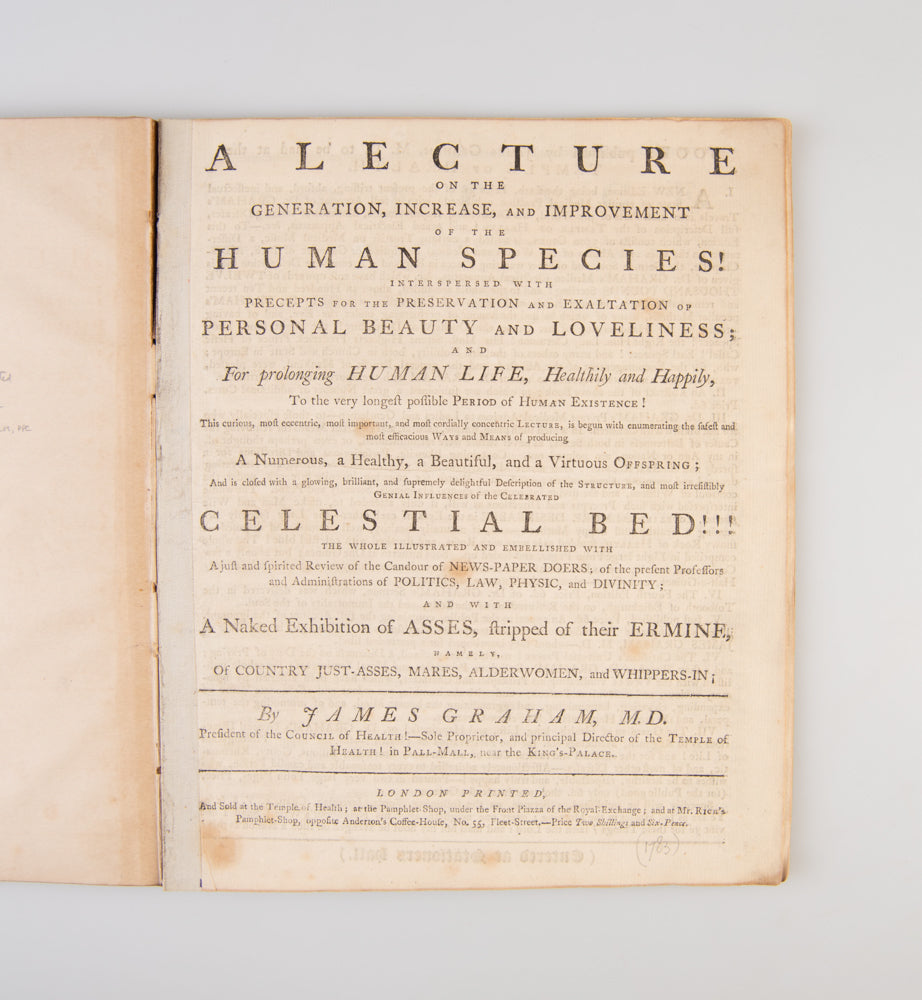 A LECTURE
ON THE
GENERATION, INCREASE, AND IMPROVEMENT
OF THE
HUMAN SPECIES!
INTERSPERSED WITH
PRECEPTS FOR THE PRESERVATION AND EXALTATION OF
PERSONAL BEAUTY AND LOVELINESS;
AND
For prolonging HUMAN LIFE, Healthily and Happily,
To the very longeſt poſſible PERIOD of HUMAN EXISTENCE!
This curious, moſt eccentric, moſt important, and moſt cordially concentric LECTURE, is begun with enumerating the ſafeſt and
moſt efficacious WAYS and MEANS of producing
A NUMEROUS, a HEALTHY, a BEAUTIFUL, and a VIRTUOUS OFFSPRING;
And is cloſed with a glowing, brilliant, and ſupremely delightful Deſcription of the STRUCTURE, and moſt irreſiſtibly
GENIAL INFLUENCES of the CELEBRATED
CELESTIAL BED!!!
THE WHOLE ILLUSTRATED AND EMBELLISHED WITH
A juſt and ſpirited Review of the Candour of NEWS-PAPER DOERS; of the preſent Profeſſors
and Adminiſtrations of POLITICS, LAW, PHYSIC, and DIVINITY;
AND WITH
A Naked Exhibition of ASSES, ſtripped of their ERMINE,
NAMELY,
Of COUNTRY JUST-ASSES, MARES, ALDERWOMEN, and WHIPPERS-IN;
By JAMES GRAHAM, M.D.
Preſident of the COUNCIL of HEALTH!—Sole Proprietor, and principal Director of the TEMPLE of
HEALTH! in PALL-MALL, near the KING's-PALACE.
LONDON PRINTED,
And Sold at the Temple of Health; at the Pamphlet-Shop, under the Front Piazza of the Royal-Exchange; and at Mr. RICH's
Pamphlet-Shop, oppoſite Anderton's Coffee-Houſe, No. 55, Fleet-Street.—Price Two Shillings and Six-Pence.
(1783).